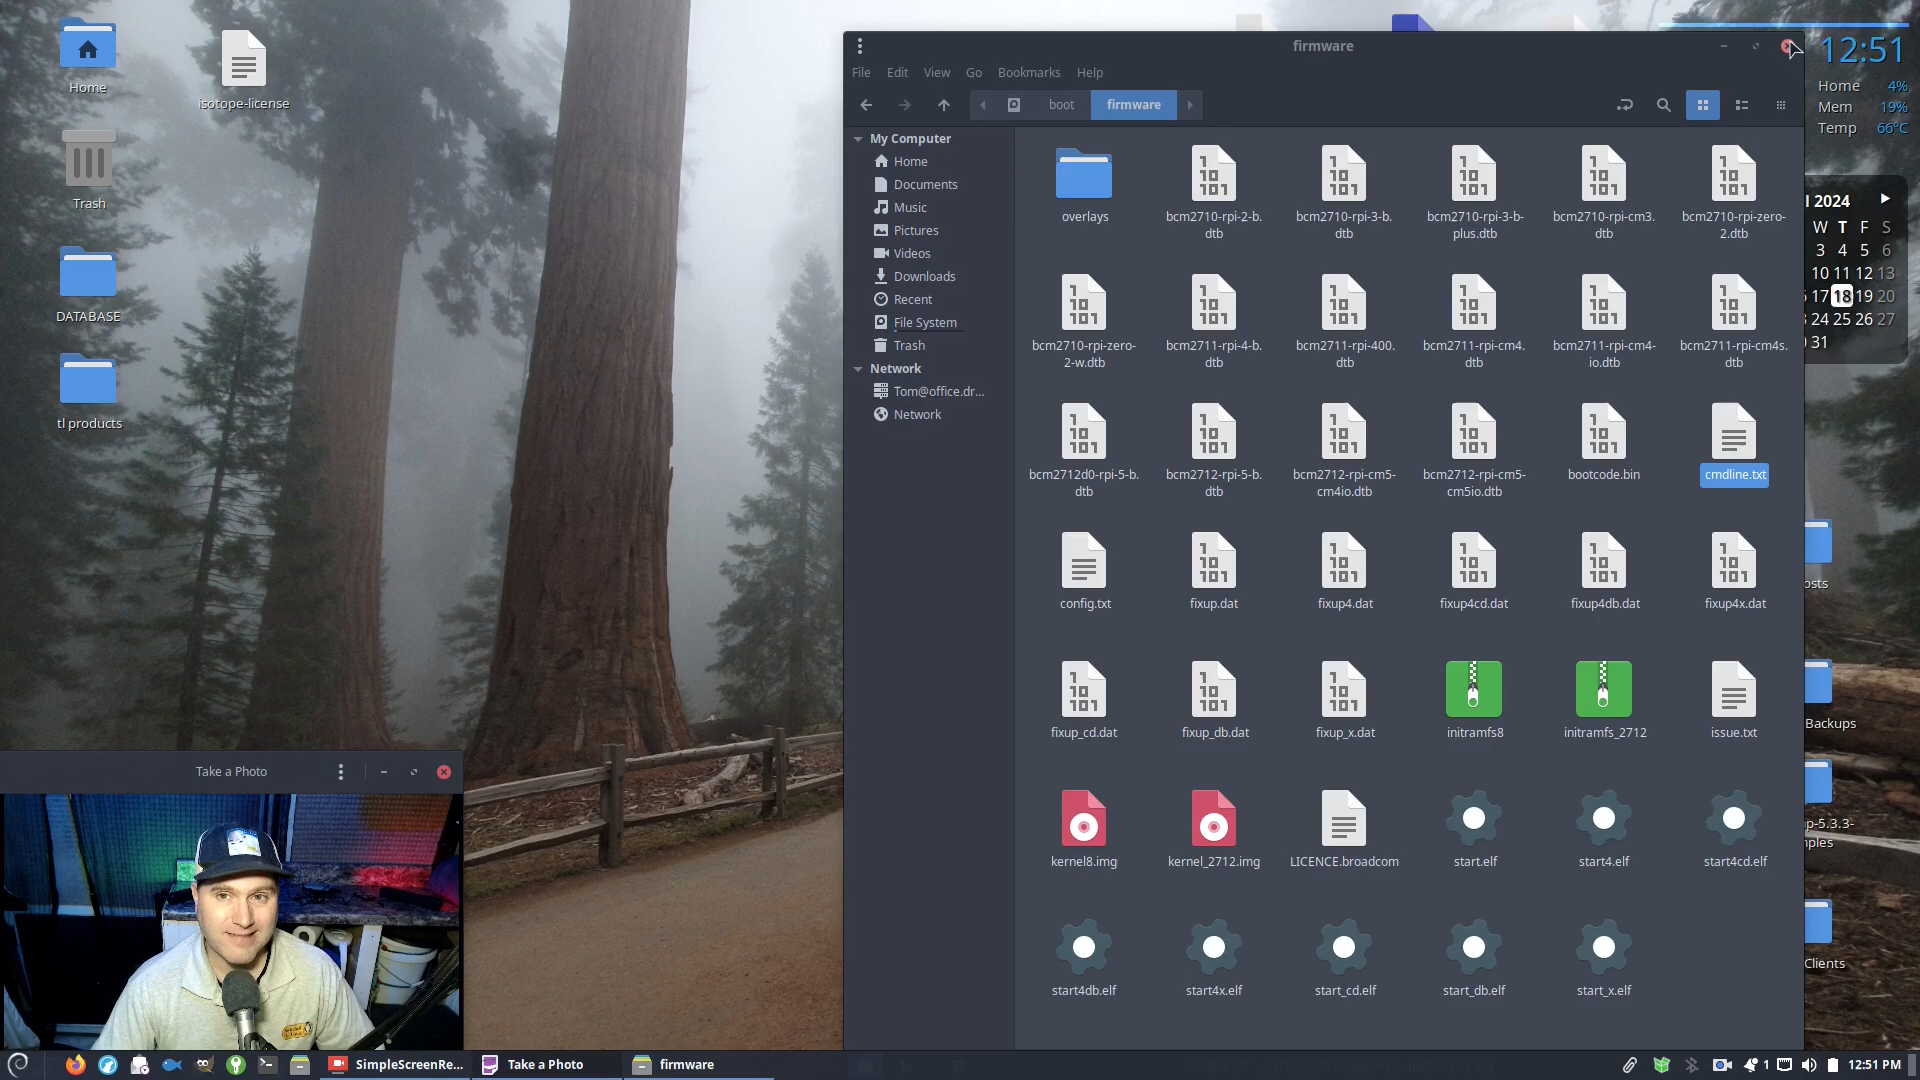 Home
isotope-license
Trash
DATABASE
tl products
firmware
File Edit View Go Bookmarks Help
boot firmware
My Computer
Home
Documents
Music
Pictures
Videos
Downloads
Recent
File System
Trash
Network
Tom@office.dr...
Network
overlays
bcm2710-rpi-2-b.
dtb
bcm2710-rpi-3-b.
dtb
bcm2710-rpi-3-b-
plus.dtb
bcm2710-rpi-cm3.
dtb
bcm2710-rpi-zero-
2.dtb
bcm2710-rpi-zero-
2-w.dtb
bcm2711-rpi-4-b.
dtb
bcm2711-rpi-400.
dtb
bcm2711-rpi-cm4.
dtb
bcm2711-rpi-cm4-
io.dtb
bcm2711-rpi-cm4s.
dtb
bcm2712d0-rpi-5-b.
dtb
bcm2712-rpi-5-b.
dtb
bcm2712-rpi-cm5-
cm4io.dtb
bcm2712-rpi-cm5-
cm5io.dtb
bootcode.bin
cmdline.txt
config.txt
fixup.dat
fixup4.dat
fixup4cd.dat
fixup4db.dat
fixup4x.dat
fixup_cd.dat
fixup_db.dat
fixup_x.dat
initramfs8
initramfs_2712
issue.txt
kernel8.img
kernel_2712.img
LICENCE.broadcom
start.elf
start4.elf
start4cd.elf
start4db.elf
start4x.elf
start_cd.elf
start_db.elf
start_x.elf
12:51
Home 4%
Mem 19%
Temp 66°C
l 2024
W T F S
3 4 5 6
10 11 12 13
17 18 19 20
24 25 26 27
31
osts
Backups
p-5.3.3-
mples
Clients
Take a Photo
SimpleScreenRe... Take a Photo firmware 1 12:51 PM